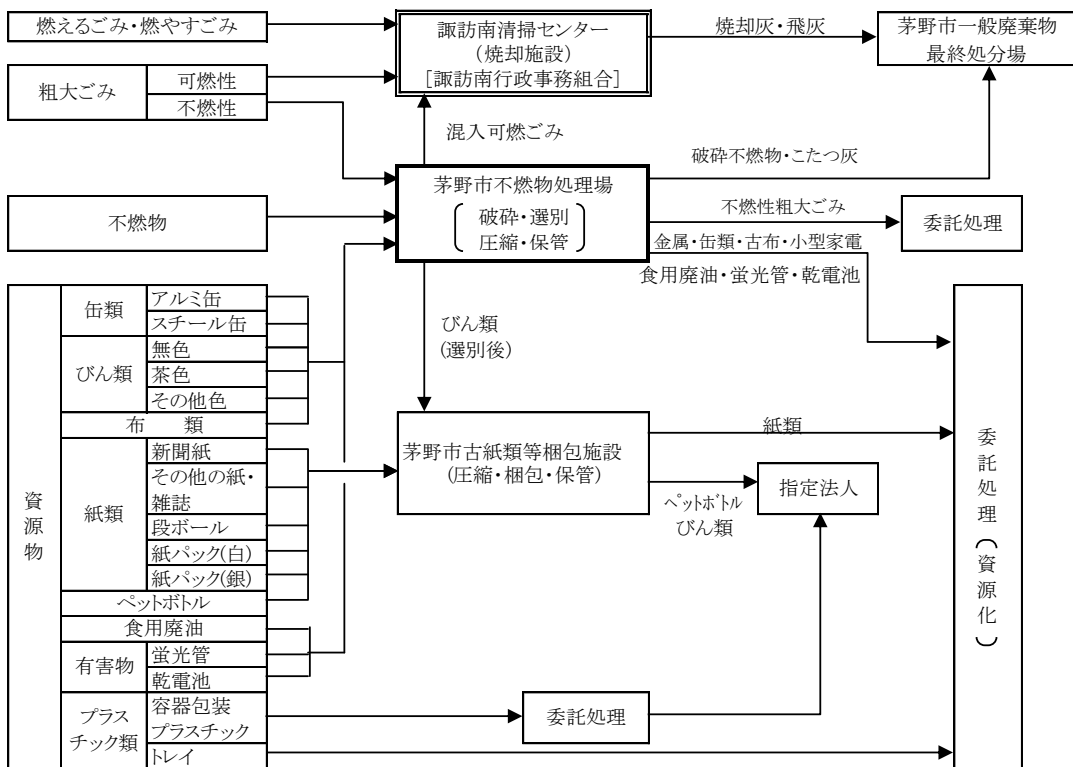 燃えるごみ・燃やすごみ
粗大ごみ
可燃性
不燃性
不燃物
諏訪南清掃センター
(焼却施設)
[諏訪南行政事務組合]
焼却灰・飛灰
茅野市一般廃棄物
最終処分場
混入可燃ごみ
破砕不燃物・こたつ灰
茅野市不燃物処理場
破砕・選別
圧縮・保管
不燃性粗大ごみ
委託処理
金属・缶類・古布・小型家電
食用廃油・蛍光管・乾電池
びん類
(選別後)
資源物
缶類
アルミ缶
スチール缶
びん類
無色
茶色
その他色
布 類
紙類
新聞紙
その他の紙・
雑誌
段ボール
紙パック(白)
紙パック(銀)
ペットボトル
食用廃油
有害物
蛍光管
乾電池
プラス
チック類
容器包装
プラスチック
トレイ
茅野市古紙類等梱包施設
(圧縮・梱包・保管)
紙類
ペットボトル
びん類
指定法人
委託処理
委託処理(資源化)